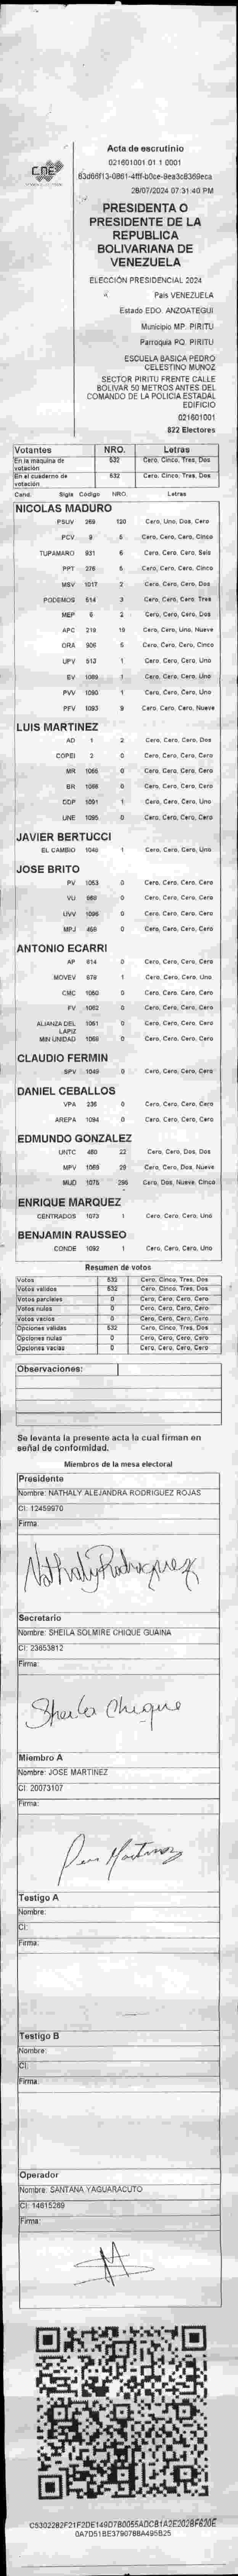 CNE
Acta de escrutinio
021601001 01 1 0001
28/07/2024 07:31:40 PM
PRESIDENTA O
PRESIDENTE DE LA
REPUBLICA
BOLIVARIANA DE
VENEZUELA
ELECCIÓN PRESIDENCIAL 2024
Pais VENEZUELA
Estado EDO. ANZOATEGUI
Municipio MP. PIRITU
Parroquia PQ. PIRITU
ESCUELA BASICA PEDRO
CELESTINO MUNOZ
SECTOR PIRITU FRENTE CALLE
BOLIVAR 50 METROS ANTES DEL
COMANDO DE LA POLICIA ESTADAL
EDIFICIO
021601001
822 Electores
Votantes NRO. Letras
En la maquina de votación 532 Cero, Cinco, Tres, Dos
En el cuaderno de votación 532 Cero, Cinco, Tres, Dos
Cand. Sigla Código NRO. Letras
NICOLAS MADURO
PSUV 269 120 Cero, Uno, Dos, Cero
PCV 9 5 Cero, Cero, Cero, Cinco
TUPAMARO 931 6 Cero, Cero, Cero, Seis
PPT 276 5 Cero, Cero, Cero, Cinco
MSV 1017 2 Cero, Cero, Cero, Dos
PODEMOS 514 3 Cero, Cero, Cero, Tres
MEP 6 2 Cero, Cero, Cero, Dos
APC 219 19 Cero, Cero, Uno, Nueve
ORA 906 5 Cero, Cero, Cero, Cinco
UPV 513 1 Cero, Cero, Cero, Uno
EV 1089 1 Cero, Cero, Cero, Uno
PVV 1090 1 Cero, Cero, Cero, Uno
PFV 1093 9 Cero, Cero, Cero, Nueve
LUIS MARTINEZ
AD 1 2 Cero, Cero, Cero, Dos
COPEI 2 0 Cero, Cero, Cero, Cero
MR 1066 0 Cero, Cero, Cero, Cero
BR 0 Cero, Cero, Cero, Cero
DDP 1091 1 Cero, Cero, Cero, Uno
UNE 1095 0 Cero, Cero, Cero, Cero
JAVIER BERTUCCI
EL CAMBIO 1048 1 Cero, Cero, Cero, Uno
JOSE BRITO
PV 1053 0 Cero, Cero, Cero, Cero
VU 968 0 Cero, Cero, Cero, Cero
UVV 1096 0 Cero, Cero, Cero, Cero
MPJ 468 0 Cero, Cero, Cero, Cero
ANTONIO ECARRI
AP 814 0 Cero, Cero, Cero, Cero
MOVEV 678 1 Cero, Cero, Cero, Uno
CMC 1060 0 Cero, Cero, Cero, Cero
FV 1062 0 Cero, Cero, Cero, Cero
ALIANZA DEL LAPIZ 1061 0 Cero, Cero, Cero, Cero
MIN UNIDAD 1068 0 Cero, Cero, Cero, Cero
CLAUDIO FERMIN
SPV 1049 0 Cero, Cero, Cero, Cero
DANIEL CEBALLOS
VPA 236 0 Cero, Cero, Cero, Cero
AREPA 1094 0 Cero, Cero, Cero, Cero
EDMUNDO GONZALEZ
UNTC 480 22 Cero, Cero, Dos, Dos
MPV 1069 29 Cero, Cero, Dos, Nueve
MUD 1075 295 Cero, Dos, Nueve, Cinco
ENRIQUE MARQUEZ
CENTRADOS 1073 1 Cero, Cero, Cero, Uno
BENJAMIN RAUSSEO
CONDE 1092 1 Cero, Cero, Cero, Uno
Resumen de votos
Votos 532 Cero, Cinco, Tres, Dos
Votos válidos 532 Cero, Cinco, Tres, Dos
Votos parciales 0 Cero, Cero, Cero, Cero
Votos nulos 0 Cero, Cero, Cero, Cero
Votos vacíos 0 Cero, Cero, Cero, Cero
Opciones válidas 532 Cero, Cinco, Tres, Dos
Opciones nulas 0 Cero, Cero, Cero, Cero
Opciones vacías 0 Cero, Cero, Cero, Cero
Observaciones:
Se levanta la presente acta la cual firman en
señal de conformidad.
Miembros de la mesa electoral
Presidente
Nombre: NATHALY ALEJANDRA RODRIGUEZ ROJAS
CI: 12459970
Firma:
Nathaly Rodriguez
Secretario
Nombre: SHEILA SOLMIRE CHIQUE GUAINA
CI: 23653812
Firma:
Sheila Chique
Miembro A
Nombre: JOSE MARTINEZ
CI: 20073107
Firma:
Martinez
Testigo A
Nombre:
CI:
Firma:
Testigo B
Nombre:
CI:
Firma:
Operador
Nombre: SANTANA YAGUARACUTO
CI: 14615269
Firma: